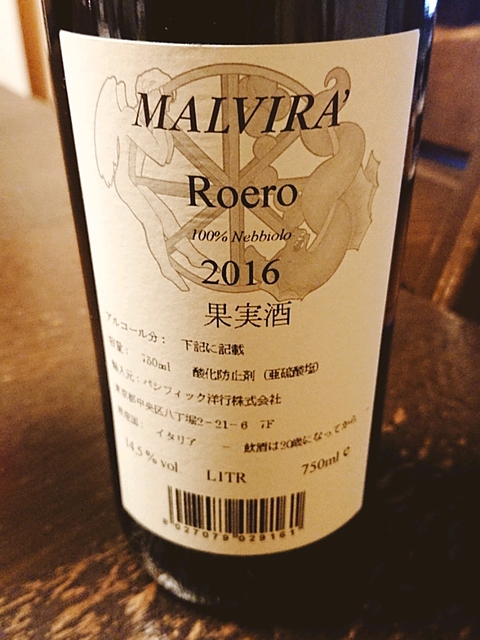 MALVIRA'
Roero
100% Nebbiolo
2016
果実酒
アルコール分： 下記に記載
容量： 750ml 酸化防止剤（亜硫酸塩）
輸入元：パシフィック洋行株式会社
東京都中央区八丁堀2-21-6 7F
原産国： イタリア － 飲酒は20歳になってから
14.5% vol L1TR 750ml e
8 027079 029161